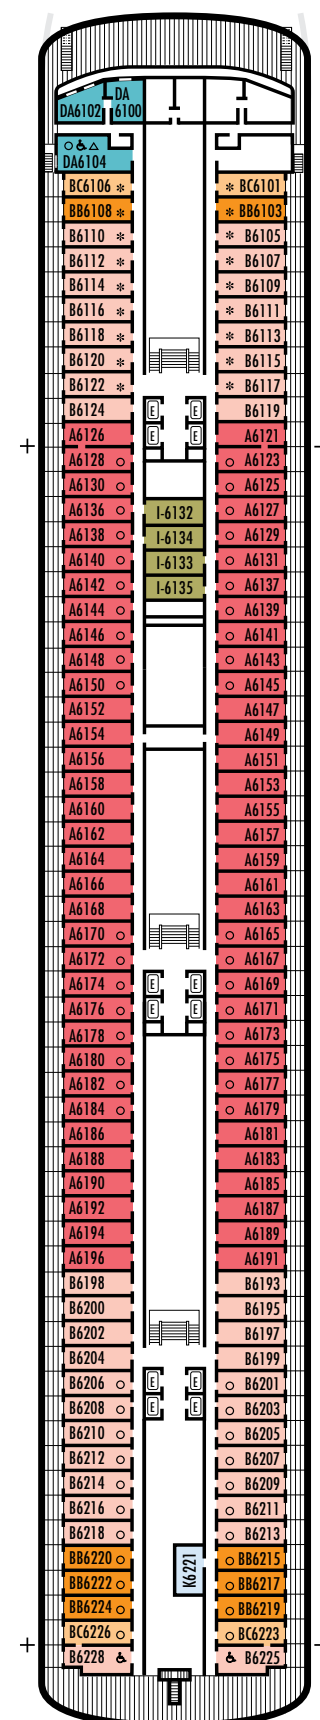 DA6102 DA
6100
DA6104
BC6106 * * BC6101
BB6108 * * BB6103
B6110 * * B6105
B6112 * * B6107
B6114 * * B6109
B6116 * * B6111
B6118 * * B6113
B6120 * * B6115
B6122 * * B6117
B6124 E E B6119
A6126 E E A6121
A6128 A6123
A6130 A6125
A6136 I-6132 A6127
A6138 I-6134 A6129
A6140 I-6133 A6131
A6142 I-6135 A6137
A6144 A6139
A6146 A6141
A6148 A6143
A6150 A6145
A6152 A6147
A6154 A6149
A6156 A6151
A6158 A6153
A6160 A6155
A6162 A6157
A6164 A6159
A6166 A6161
A6168 A6163
A6170 A6165
A6172 A6167
A6174 E E A6169
A6176 E E A6171
A6178 A6173
A6180 A6175
A6182 A6177
A6184 A6179
A6186 A6181
A6188 A6183
A6190 A6185
A6192 A6187
A6194 A6189
A6196 A6191
B6198 B6193
B6200 B6195
B6202 B6197
B6204 B6199
B6206 E E B6201
B6208 E E B6203
B6210 B6205
B6212 B6207
B6214 B6209
B6216 B6211
B6218 B6213
BB6220 K6221 BB6215
BB6222 BB6217
BB6224 BB6219
BC6226 BC6223
B6228 B6225